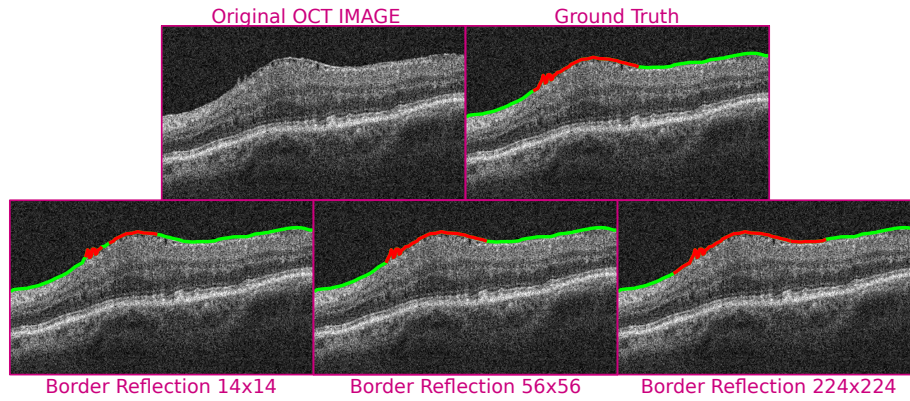 Original OCT IMAGE
Ground Truth
Border Reflection 14x14
Border Reflection 56x56
Border Reflection 224x224